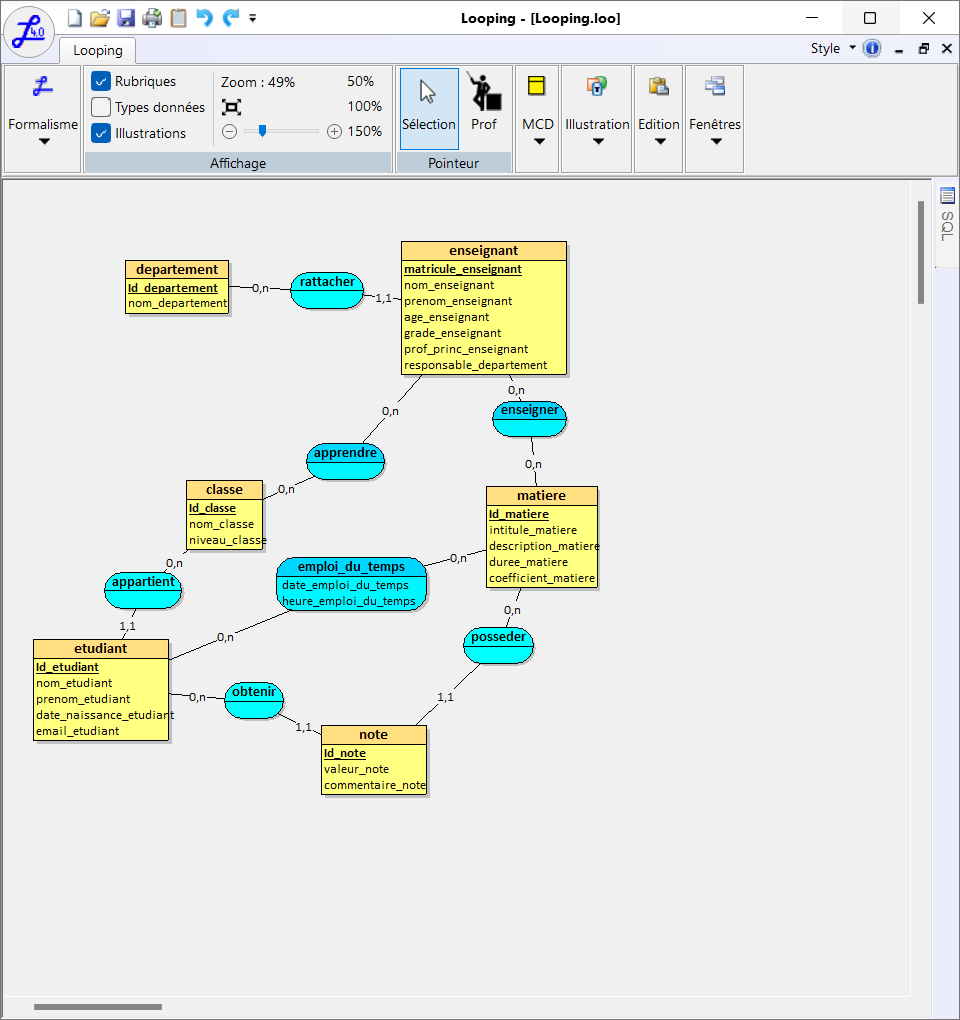 Looping - [Looping.loo]
4.0
Looping
Style
Formalisme
Rubriques
Types données
Illustrations
Zoom : 49%
50%
100%
150%
Affichage
Sélection
Prof
Pointeur
MCD
Illustration
Edition
Fenêtres
SQL
departement
Id_departement
nom_departement
0,n
rattacher
1,1
enseignant
matricule_enseignant
nom_enseignant
prenom_enseignant
age_enseignant
grade_enseignant
prof_princ_enseignant
responsable_departement
0,n
enseigner
0,n
0,n
apprendre
0,n
classe
Id_classe
nom_classe
niveau_classe
matiere
Id_matiere
intitule_matiere
description_matiere
duree_matiere
coefficient_matiere
0,n
appartient
1,1
emploi_du_temps
date_emploi_du_temps
heure_emploi_du_temps
0,n
0,n
0,n
posseder
1,1
etudiant
Id_etudiant
nom_etudiant
prenom_etudiant
date_naissance_etudiant
email_etudiant
0,n
obtenir
1,1
note
Id_note
valeur_note
commentaire_note